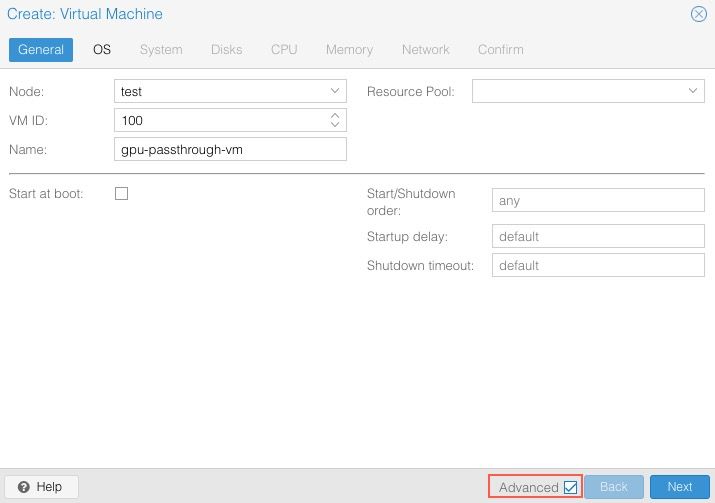 Create: Virtual Machine
General OS System Disks CPU Memory Network Confirm
Node: test Resource Pool:
VM ID: 100
Name: gpu-passthrough-vm
Start at boot: Start/Shutdown order: any
Startup delay: default
Shutdown timeout: default
Help Advanced Back Next